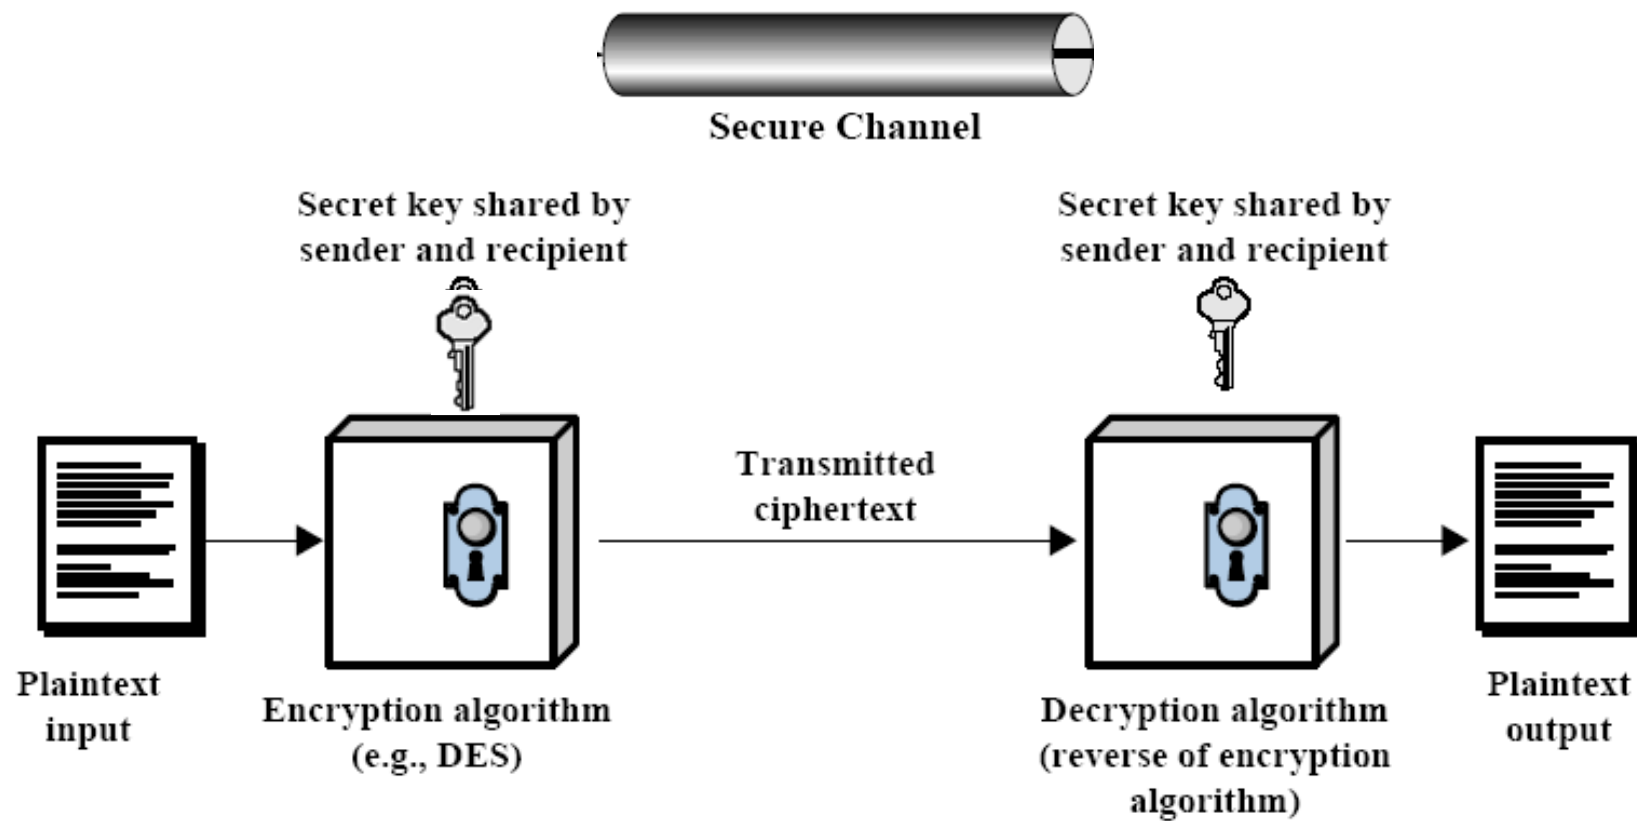 Secure Channel
Secret key shared by
sender and recipient
Secret key shared by
sender and recipient
Transmitted
ciphertext
Plaintext
input
Encryption algorithm
(e.g., DES)
Decryption algorithm
(reverse of encryption
algorithm)
Plaintext
output